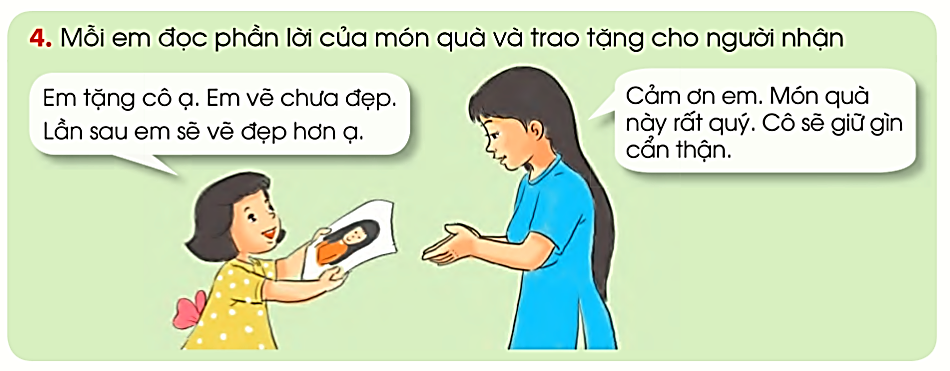 4. Mỗi em đọc phần lời của món quà và trao tặng cho người nhận
Em tặng cô ạ. Em vẽ chưa đẹp.
Lần sau em sẽ vẽ đẹp hơn ạ.
Cảm ơn em. Món quà
này rất quý. Cô sẽ giữ gìn
cẩn thận.